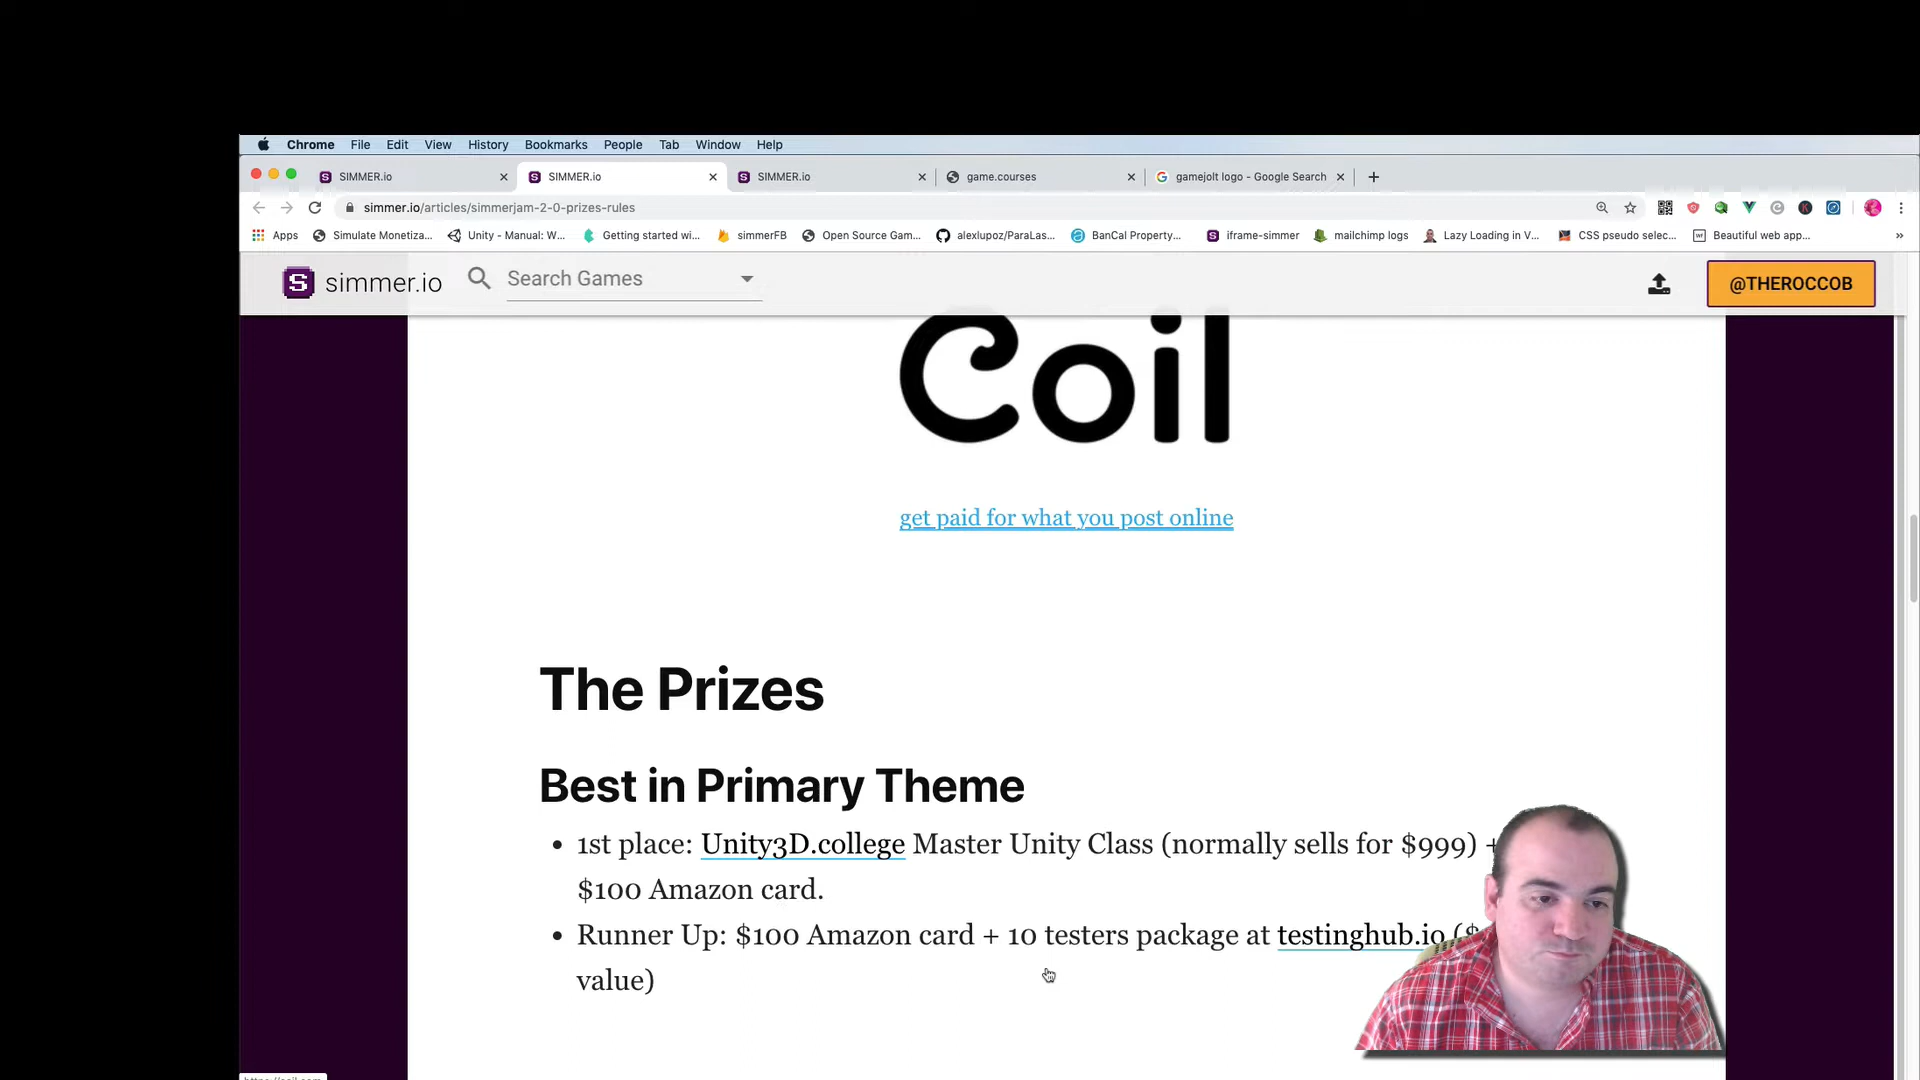 Chrome File Edit View History Bookmarks People Tab Window Help
SIMMER.io SIMMER.io SIMMER.io game.courses gamejolt logo - Google Search
simmer.io/articles/simmerjam-2-0-prizes-rules
Apps Simulate Monetiza... Unity - Manual: W... Getting started wi... simmerFB Open Source Gam... alexlupoz/ParaLas... BanCal Property... iframe-simmer mailchimp logs Lazy Loading in V... CSS pseudo selec... Beautiful web app... »
S simmer.io Search Games @THEROCCOB
Coil
get paid for what you post online
The Prizes
Best in Primary Theme
• 1st place: Unity3D.college Master Unity Class (normally sells for $999) +
$100 Amazon card.
• Runner Up: $100 Amazon card + 10 testers package at testinghub.io ($
value)